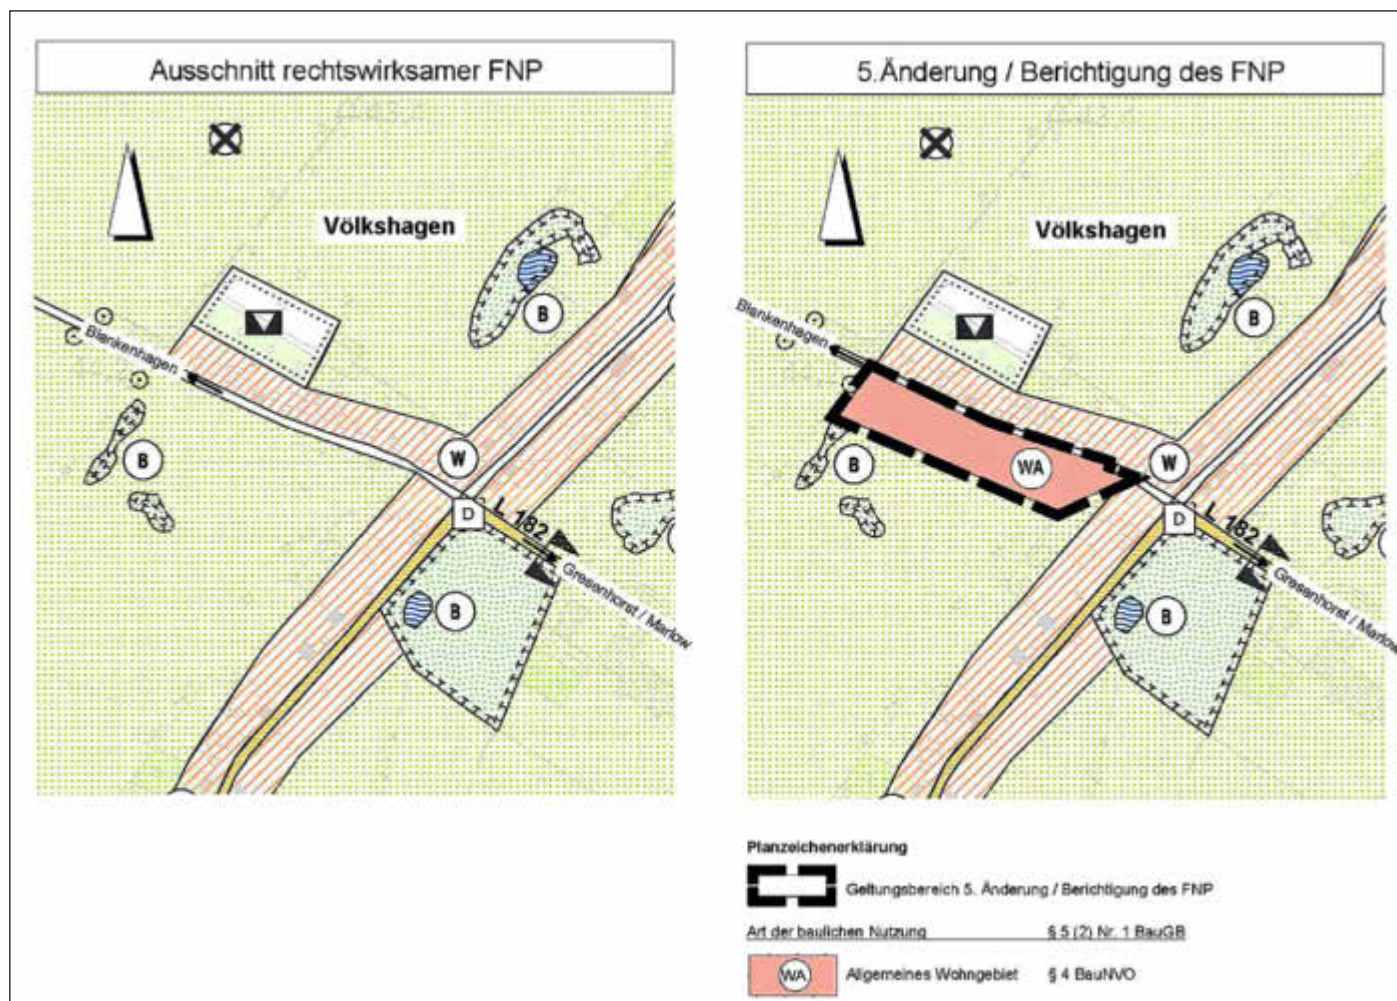 Ausschnitt rechtswirksamer FNP
Völkshagen
Blankenhagen
B
B
W
D
L 182
Gresenhorst / Marlow
B
5.Änderung / Berichtigung des FNP
Völkshagen
Blankenhagen
B
B
WA
W
D
L 182
Gresenhorst / Marlow
B
Planzeichenerklärung
Geltungsbereich 5. Änderung / Berichtigung des FNP
Art der baulichen Nutzung § 5 (2) Nr. 1 BauGB
WA Allgemeines Wohngebiet § 4 BauNVO